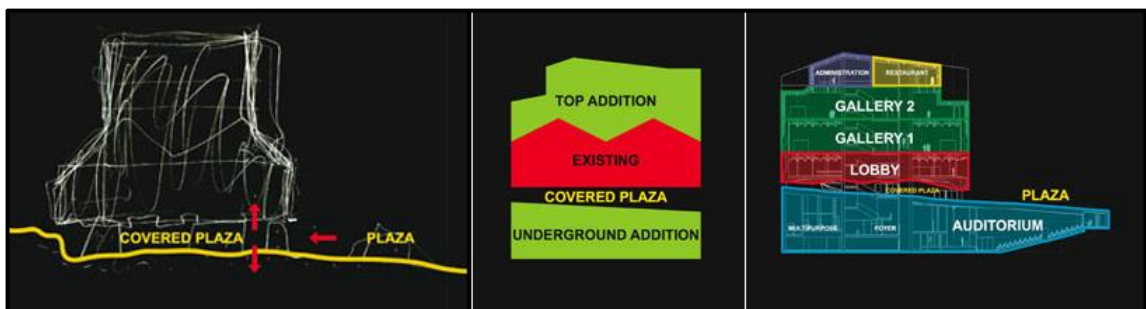 COVERED PLAZA
PLAZA
TOP ADDITION
EXISTING
COVERED PLAZA
UNDERGROUND ADDITION
ADMINISTRATION
RESTAURANT
GALLERY 2
GALLERY 1
LOBBY
COVERED PLAZA
PLAZA
MULTIPURPOSE
FOYER
AUDITORIUM